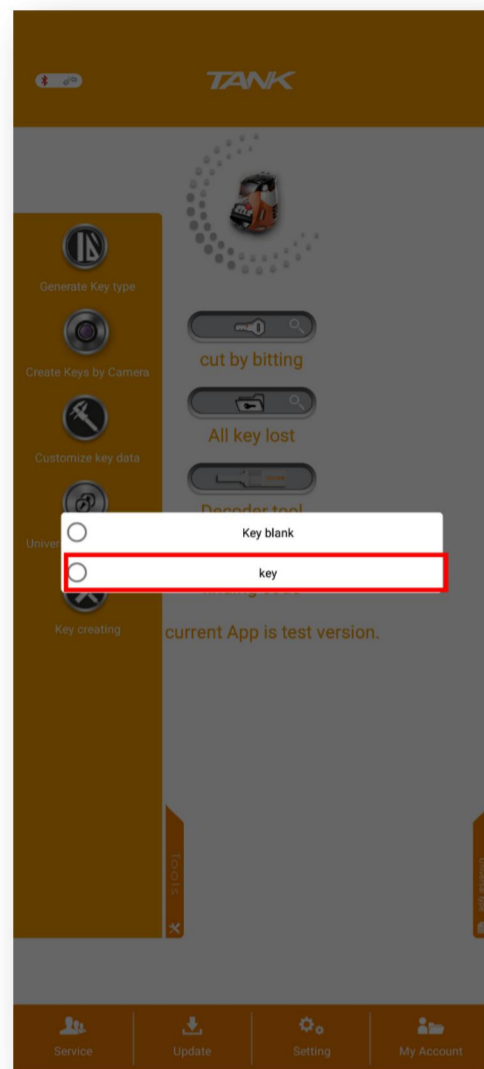 TANK
Generate Key type
Create Keys by Camera
cut by bitting
Customize key data
All key lost
Decoder tool
Key blank
key
Key creating
current App is test version.
Tools
Service
Update
Setting
My Account